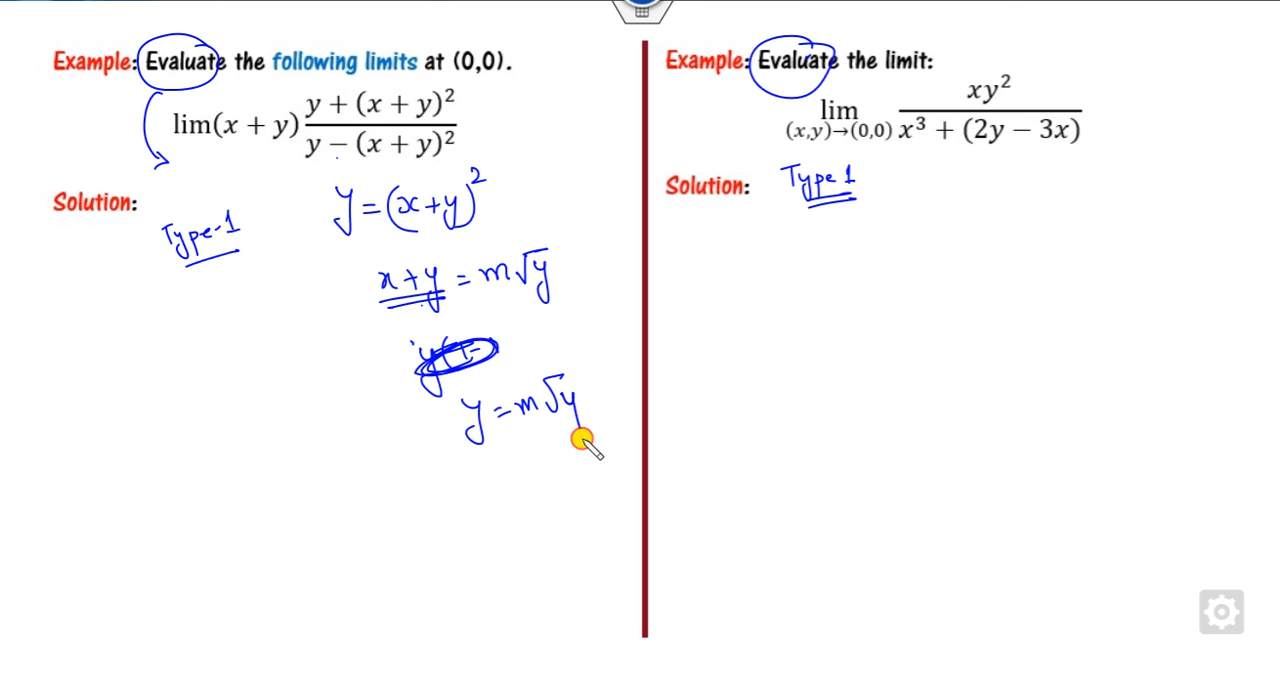 Example: Evaluate the following limits at (0,0).
lim(x + y) y + (x + y)² / y − (x + y)²
Solution:
Type-1
y = (x+y)²
x+y = m√y
y = m√y
Example: Evaluate the limit:
lim (x,y)→(0,0) xy² / x³ + (2y − 3x)
Solution: Type 1